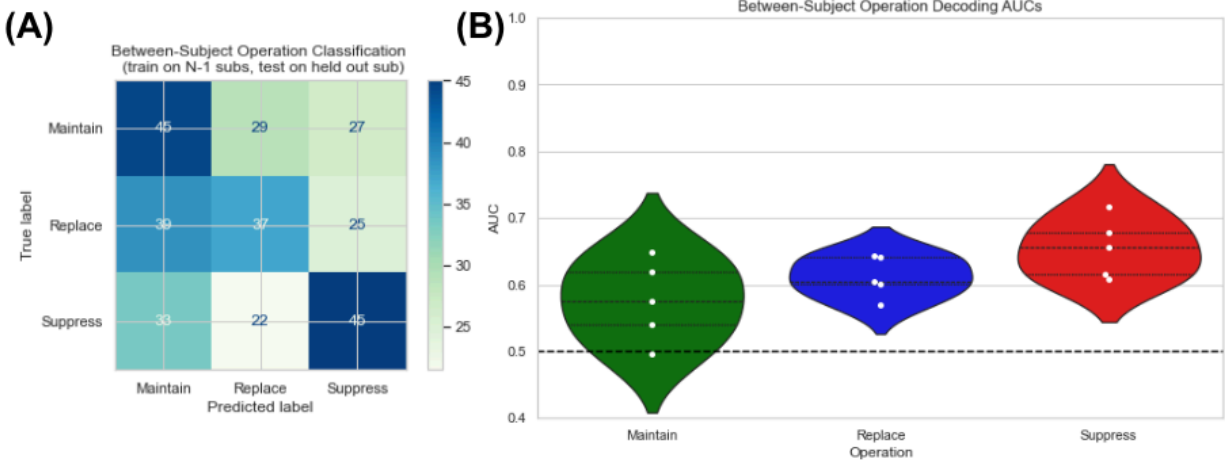 (A)
Between-Subject Operation Classification
(train on N-1 subs, test on held out sub)
True label
Maintain
Replace
Suppress
45 29 27
39 37 25
33 22 45
Maintain Replace Suppress
Predicted label
45
40
35
30
25
(B)
Between-Subject Operation Decoding AUCs
AUC
1.0
0.9
0.8
0.7
0.6
0.5
0.4
Maintain Replace Suppress
Operation